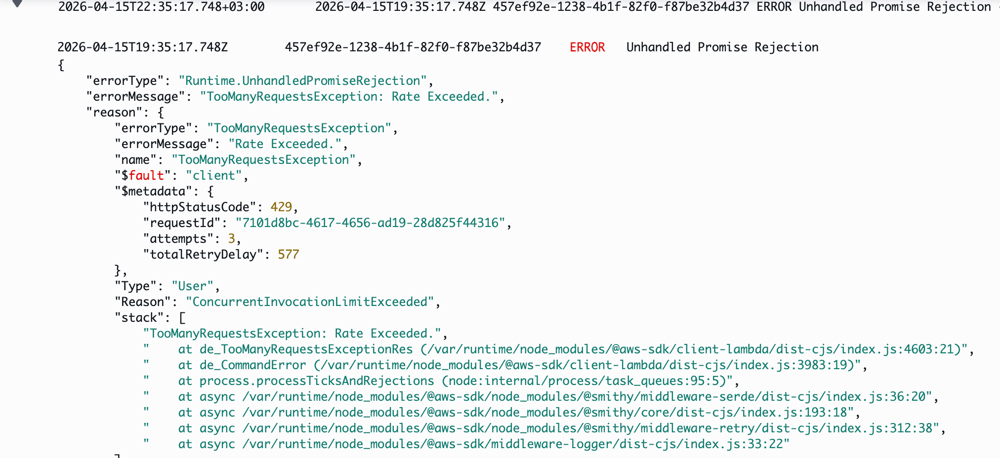 2026-04-15T22:35:17.748+03:00 2026-04-15T19:35:17.748Z 457ef92e-1238-4b1f-82f0-f87be32b4d37 ERROR Unhandled Promise Rejection
2026-04-15T19:35:17.748Z 457ef92e-1238-4b1f-82f0-f87be32b4d37 ERROR Unhandled Promise Rejection
{
    "errorType": "Runtime.UnhandledPromiseRejection",
    "errorMessage": "TooManyRequestsException: Rate Exceeded.",
    "reason": {
        "errorType": "TooManyRequestsException",
        "errorMessage": "Rate Exceeded.",
        "name": "TooManyRequestsException",
        "$fault": "client",
        "$metadata": {
            "httpStatusCode": 429,
            "requestId": "7101d8bc-4617-4656-ad19-28d825f44316",
            "attempts": 3,
            "totalRetryDelay": 577
        },
        "Type": "User",
        "Reason": "ConcurrentInvocationLimitExceeded",
        "stack": [
            "TooManyRequestsException: Rate Exceeded.",
            "    at de_TooManyRequestsExceptionRes (/var/runtime/node_modules/@aws-sdk/client-lambda/dist-cjs/index.js:4603:21)",
            "    at de_CommandError (/var/runtime/node_modules/@aws-sdk/client-lambda/dist-cjs/index.js:3983:19)",
            "    at process.processTicksAndRejections (node:internal/process/task_queues:95:5)",
            "    at async /var/runtime/node_modules/@aws-sdk/node_modules/@smithy/middleware-serde/dist-cjs/index.js:36:20",
            "    at async /var/runtime/node_modules/@aws-sdk/node_modules/@smithy/core/dist-cjs/index.js:193:18",
            "    at async /var/runtime/node_modules/@aws-sdk/node_modules/@smithy/middleware-retry/dist-cjs/index.js:312:38",
            "    at async /var/runtime/node_modules/@aws-sdk/middleware-logger/dist-cjs/index.js:33:22"